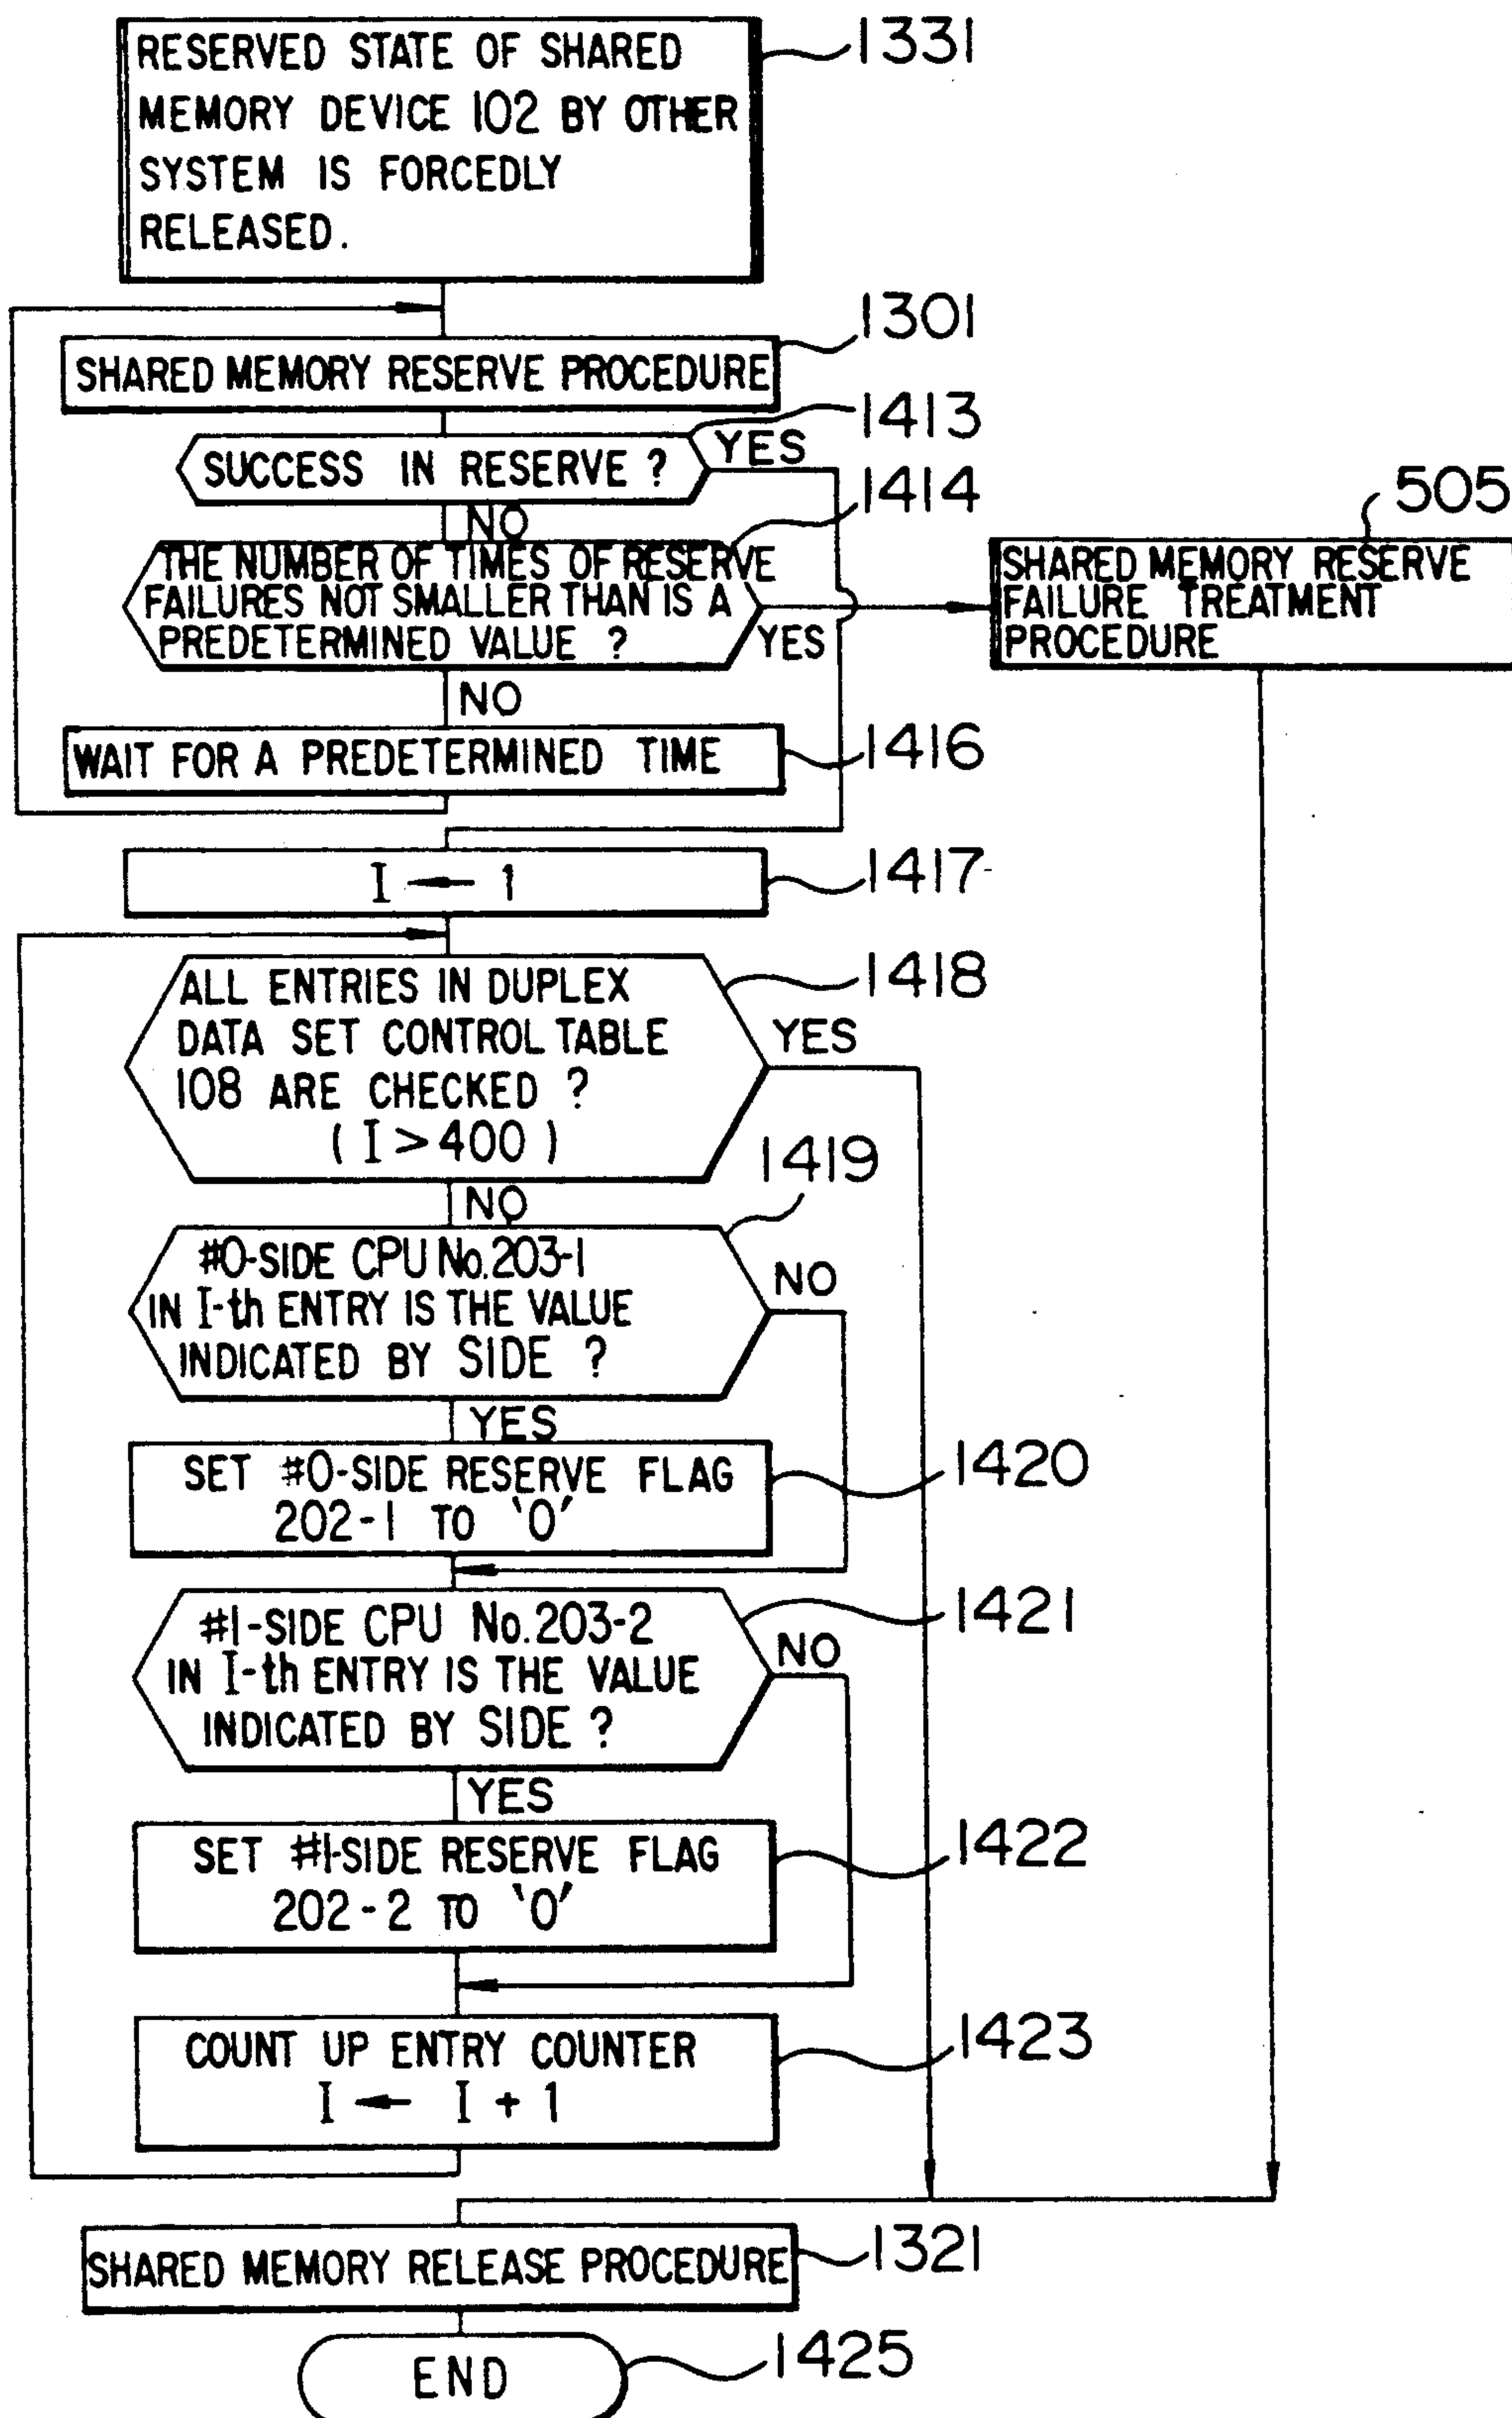 RESERVED STATE OF SHARED
MEMORY DEVICE 102 BY OTHER
SYSTEM IS FORCEDLY
RELEASED.
1331
1301
SHARED MEMORY RESERVE PROCEDURE
1413
SUCCESS IN RESERVE ?
YES
NO
1414
THE NUMBER OF TIMES OF RESERVE
FAILURES NOT SMALLER THAN IS A
PREDETERMINED VALUE ?
YES
505
SHARED MEMORY RESERVE
FAILURE TREATMENT
PROCEDURE
NO
WAIT FOR A PREDETERMINED TIME
1416
I ← 1
1417
ALL ENTRIES IN DUPLEX
DATA SET CONTROL TABLE
108 ARE CHECKED ?
( I > 400 )
1418
YES
NO
1419
#0-SIDE CPU No.203-1
IN I-th ENTRY IS THE VALUE
INDICATED BY SIDE ?
NO
YES
SET #0-SIDE RESERVE FLAG
202-1 TO '0'
1420
#1-SIDE CPU No.203-2
IN I-th ENTRY IS THE VALUE
INDICATED BY SIDE ?
1421
NO
YES
SET #1-SIDE RESERVE FLAG
202-2 TO '0'
1422
COUNT UP ENTRY COUNTER
I ← I + 1
1423
SHARED MEMORY RELEASE PROCEDURE
1321
END
1425